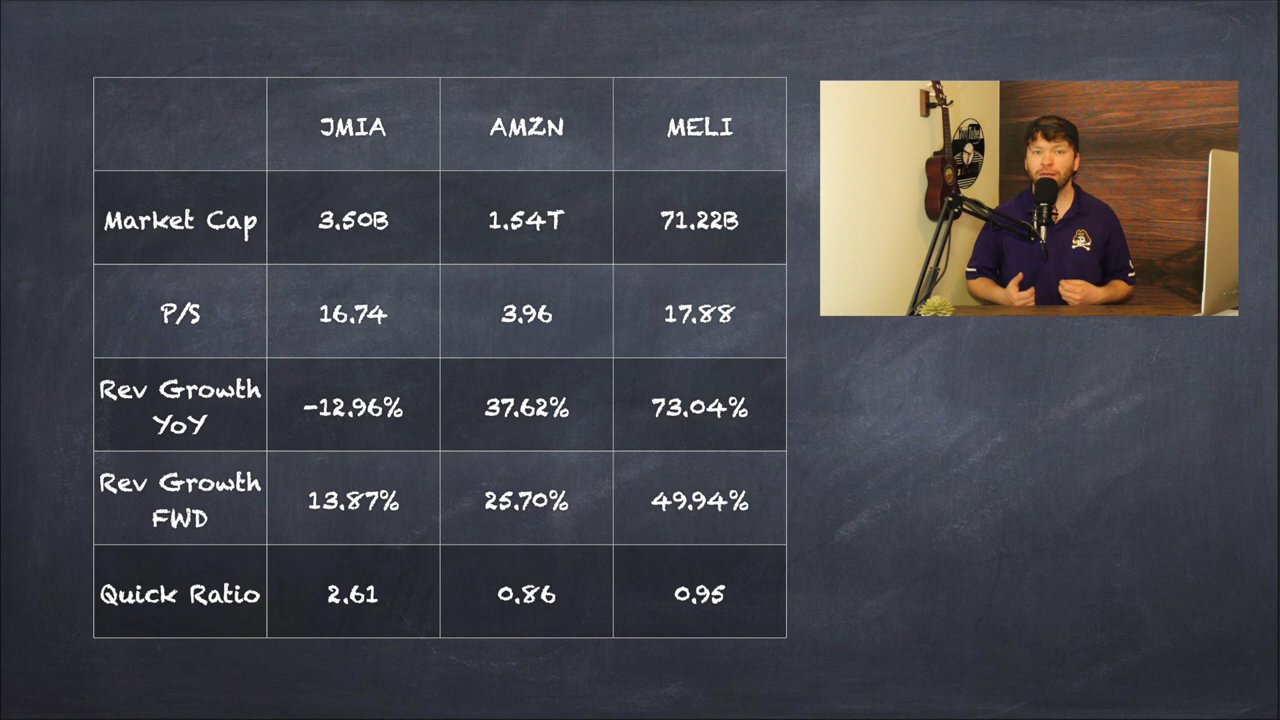 JMIA AMZN MELI
Market Cap 3.50B 1.54T 71.22B
P/S 16.74 3.96 17.88
Rev Growth
YoY -12.96% 37.62% 73.04%
Rev Growth
FWD 13.87% 25.70% 49.94%
Quick Ratio 2.61 0.86 0.95
YouTube